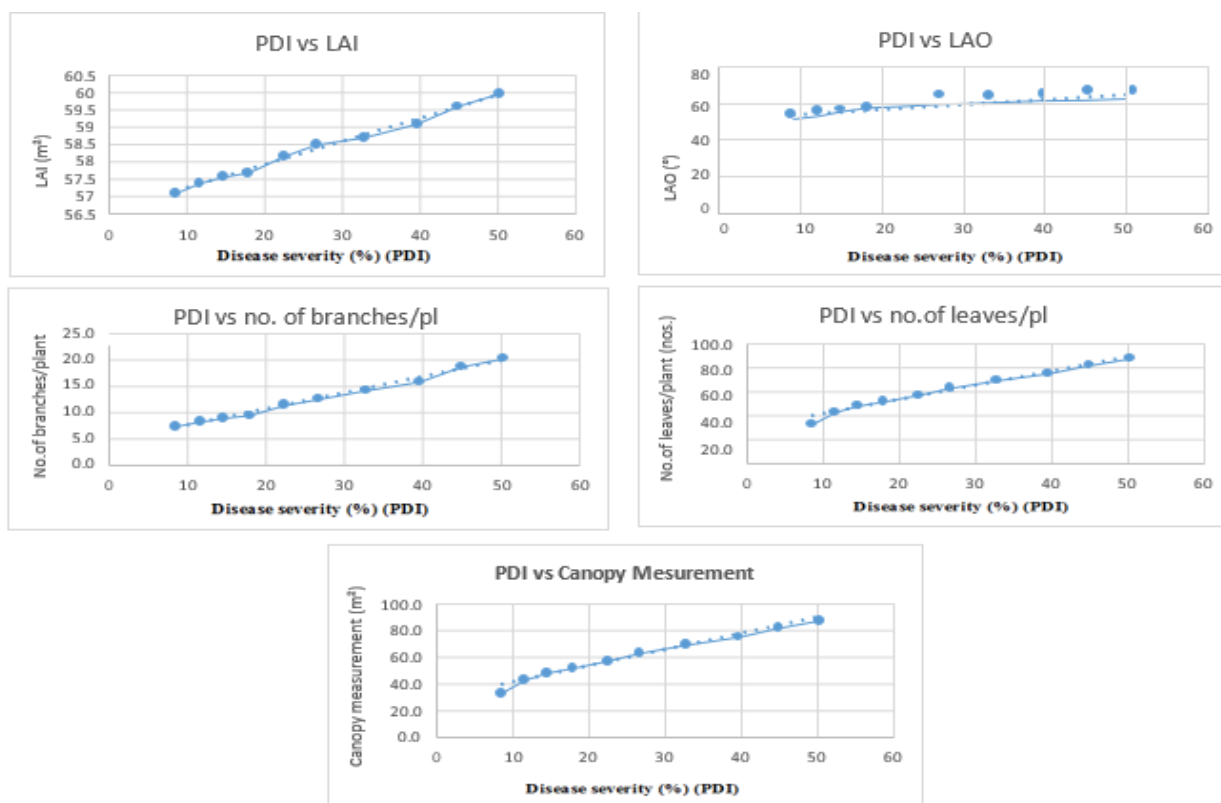 PDI vs LAI
LAI (m²)
60.5
60
59.5
59
58.5
58
57.5
57
56.5
0 10 20 30 40 50 60
Disease severity (%) (PDI)
PDI vs LAO
LAO (°)
80
60
40
20
0
0 10 20 30 40 50 60
Disease severity (%) (PDI)
PDI vs no. of branches/pl
No.of branches/plant
25.0
20.0
15.0
10.0
5.0
0.0
0 10 20 30 40 50 60
Disease severity (%) (PDI)
PDI vs no.of leaves/pl
No.of leaves/plant (nos.)
100.0
80.0
60.0
40.0
20.0
0 10 20 30 40 50 60
Disease severity (%) (PDI)
PDI vs Canopy Mesurement
Canopy measurement (m²)
100.0
80.0
60.0
40.0
20.0
0.0
0 10 20 30 40 50 60
Disease severity (%) (PDI)